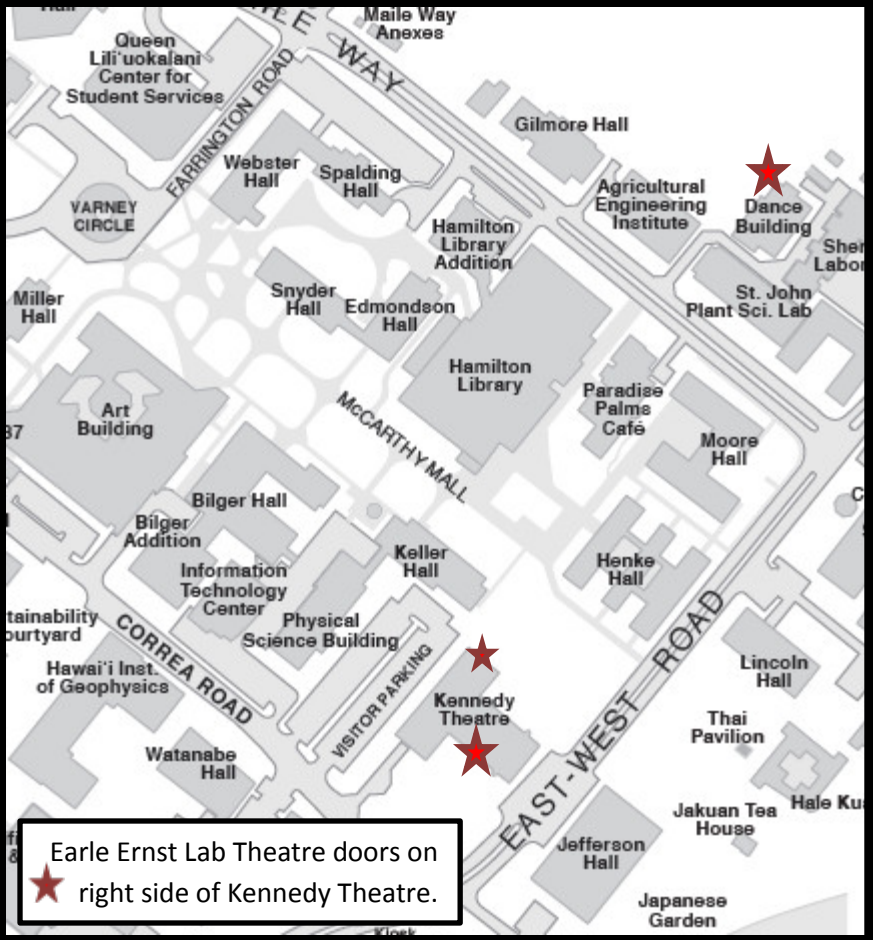 Hall
Maile Way
Anexes
WAY
Queen
Lili'uokalani
Center for
Student Services
FARRINGTON ROAD
Gilmore Hall
Webster
Hall
Spalding
Hall
Agricultural
Engineering
Institute
Dance
Building
VARNEY
CIRCLE
Hamilton
Library
Addition
St. John
Plant Sci. Lab
Miller
Hall
Snyder
Hall
Edmondson
Hall
Hamilton
Library
Paradise
Palms
Café
Art
Building
McCARTHY MALL
37
Moore
Hall
Bilger Hall
Bilger
Addition
Keller
Hall
Henke
Hall
Information
Technology
Center
Physical
Science Building
tainability
ourtyard
CORREA ROAD
Hawai'i Inst.
of Geophysics
VISITOR PARKING
Kennedy
Theatre
EAST-WEST ROAD
Lincoln
Hall
Thai
Pavilion
Watanabe
Hall
Jakuan Tea
House
Hale Ku
Jefferson
Hall
Japanese
Garden
Kiosk
Earle Ernst Lab Theatre doors on
right side of Kennedy Theatre.